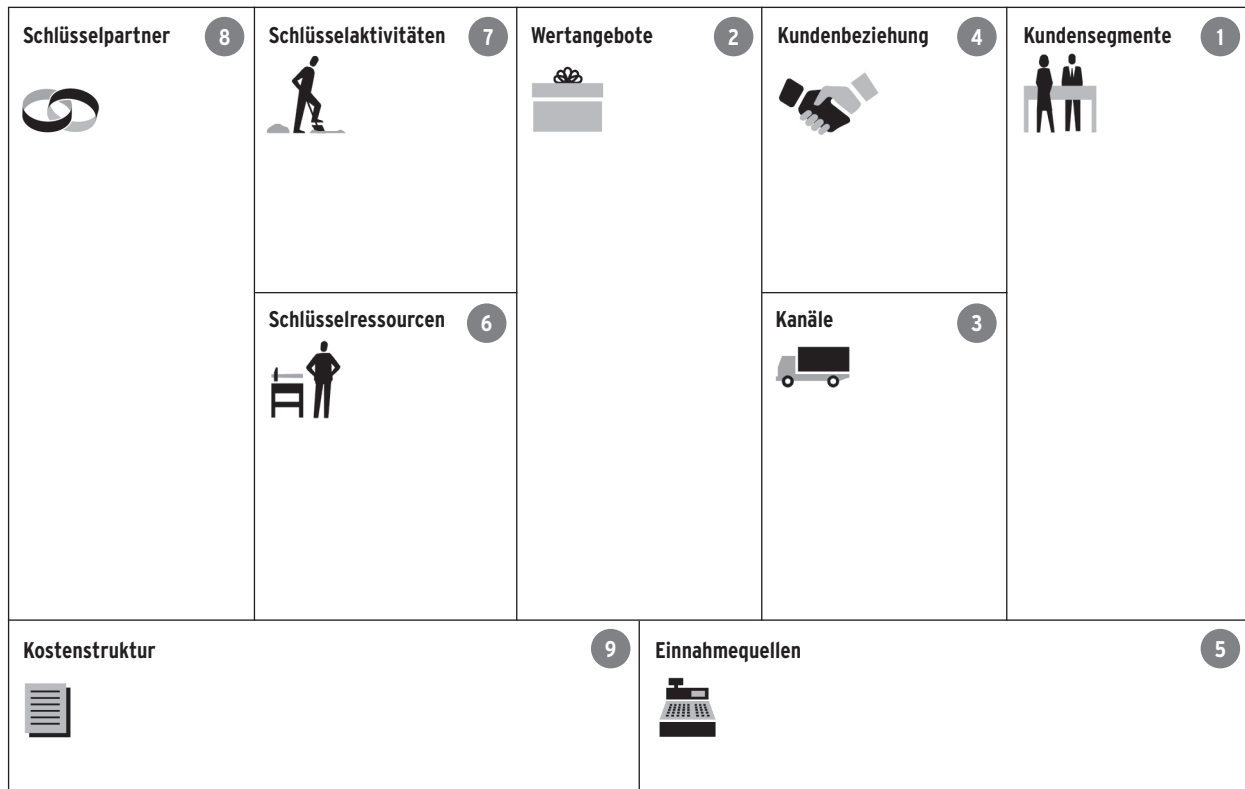 Schlüsselpartner 8
Schlüsselaktivitäten 7
Wertangebote 2
Kundenbeziehung 4
Kundensegmente 1
Schlüsselressourcen 6
Kanäle 3
Kostenstruktur 9
Einnahmequellen 5